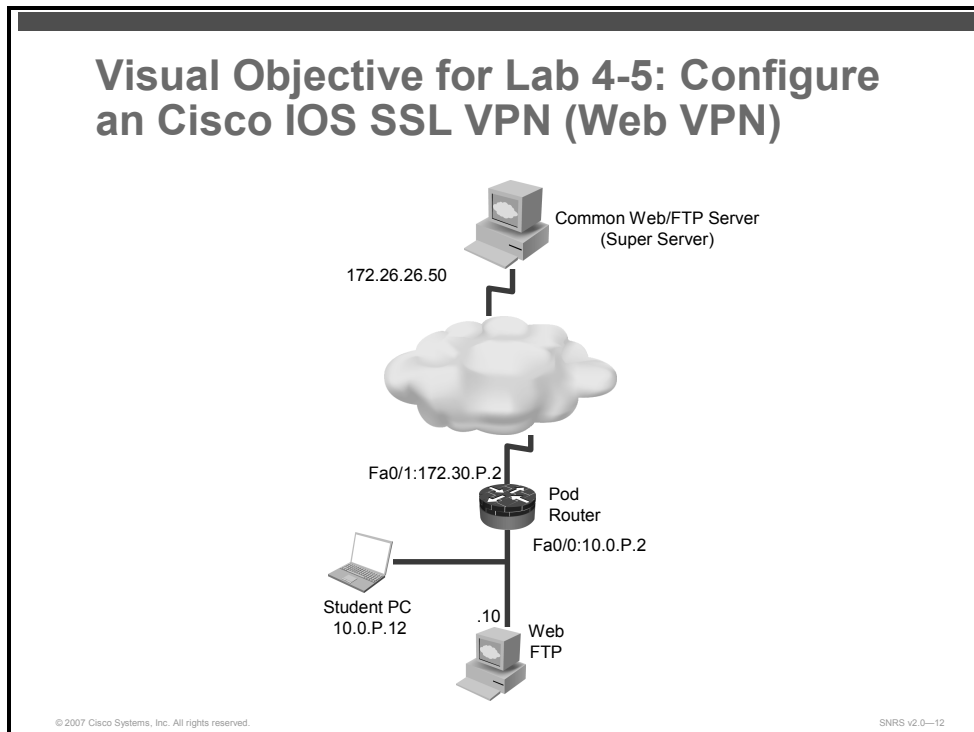 Visual Objective for Lab 4-5: Configure
an Cisco IOS SSL VPN (Web VPN)
Common Web/FTP Server
(Super Server)
172.26.26.50
Fa0/1:172.30.P.2
Pod
Router
Fa0/0:10.0.P.2
Student PC
10.0.P.12
.10
Web
FTP
© 2007 Cisco Systems, Inc. All rights reserved.
SNRS v2.0—12